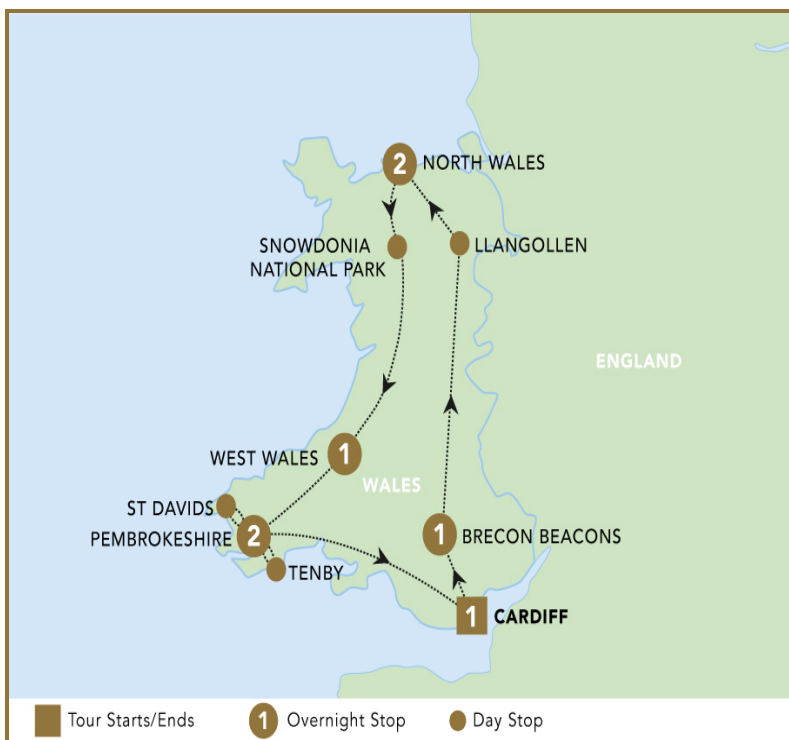 2 NORTH WALES
SNOWDONIA
NATIONAL PARK
LLANGOLLEN
ENGLAND
WEST WALES 1
WALES
ST DAVIDS
PEMBROKESHIRE 2
1 BRECON BEACONS
TENBY
1 CARDIFF
Tour Starts/Ends
1 Overnight Stop
Day Stop